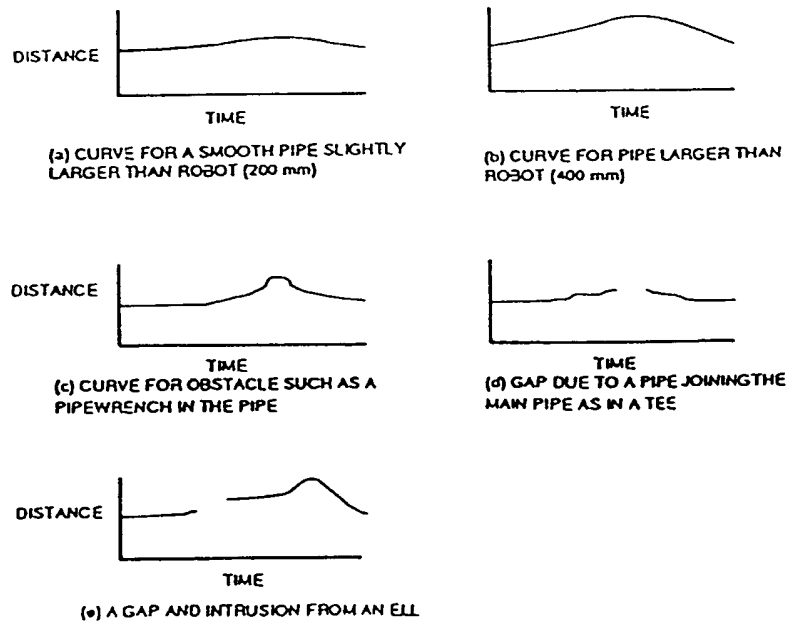 DISTANCE
TIME
(a) CURVE FOR A SMOOTH PIPE SLIGHTLY
LARGER THAN ROBOT (200 mm)
TIME
(b) CURVE FOR PIPE LARGER THAN
ROBOT (400 mm)
DISTANCE
TIME
(c) CURVE FOR OBSTACLE SUCH AS A
PIPEWRENCH IN THE PIPE
TIME
(d) GAP DUE TO A PIPE JOINING THE
MAIN PIPE AS IN A TEE
DISTANCE
TIME
(e) A GAP AND INTRUSION FROM AN ELL